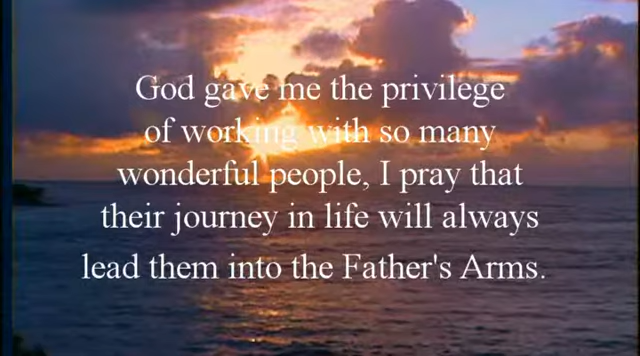 God gave me the privilege
of working with so many
wonderful people, I pray that
their journey in life will always
lead them into the Father's Arms.